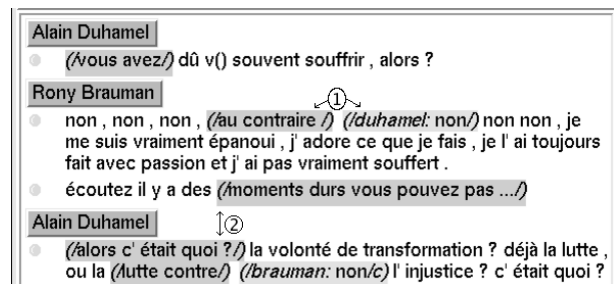 Alain Duhamel
(/vous avez/) dû v() souvent souffrir , alors ?
Rony Brauman
①
non , non , non , (/au contraire /) (/duhamel: non/) non non , je
me suis vraiment épanoui , j' adore ce que je fais , je l' ai toujours
fait avec passion et j' ai pas vraiment souffert .
écoutez il y a des (/moments durs vous pouvez pas .../)
Alain Duhamel
②
(/alors c' était quoi ?/) la volonté de transformation ? déjà la lutte ,
ou la (/lutte contre/) (/brauman: non/c) l' injustice ? c' était quoi ?